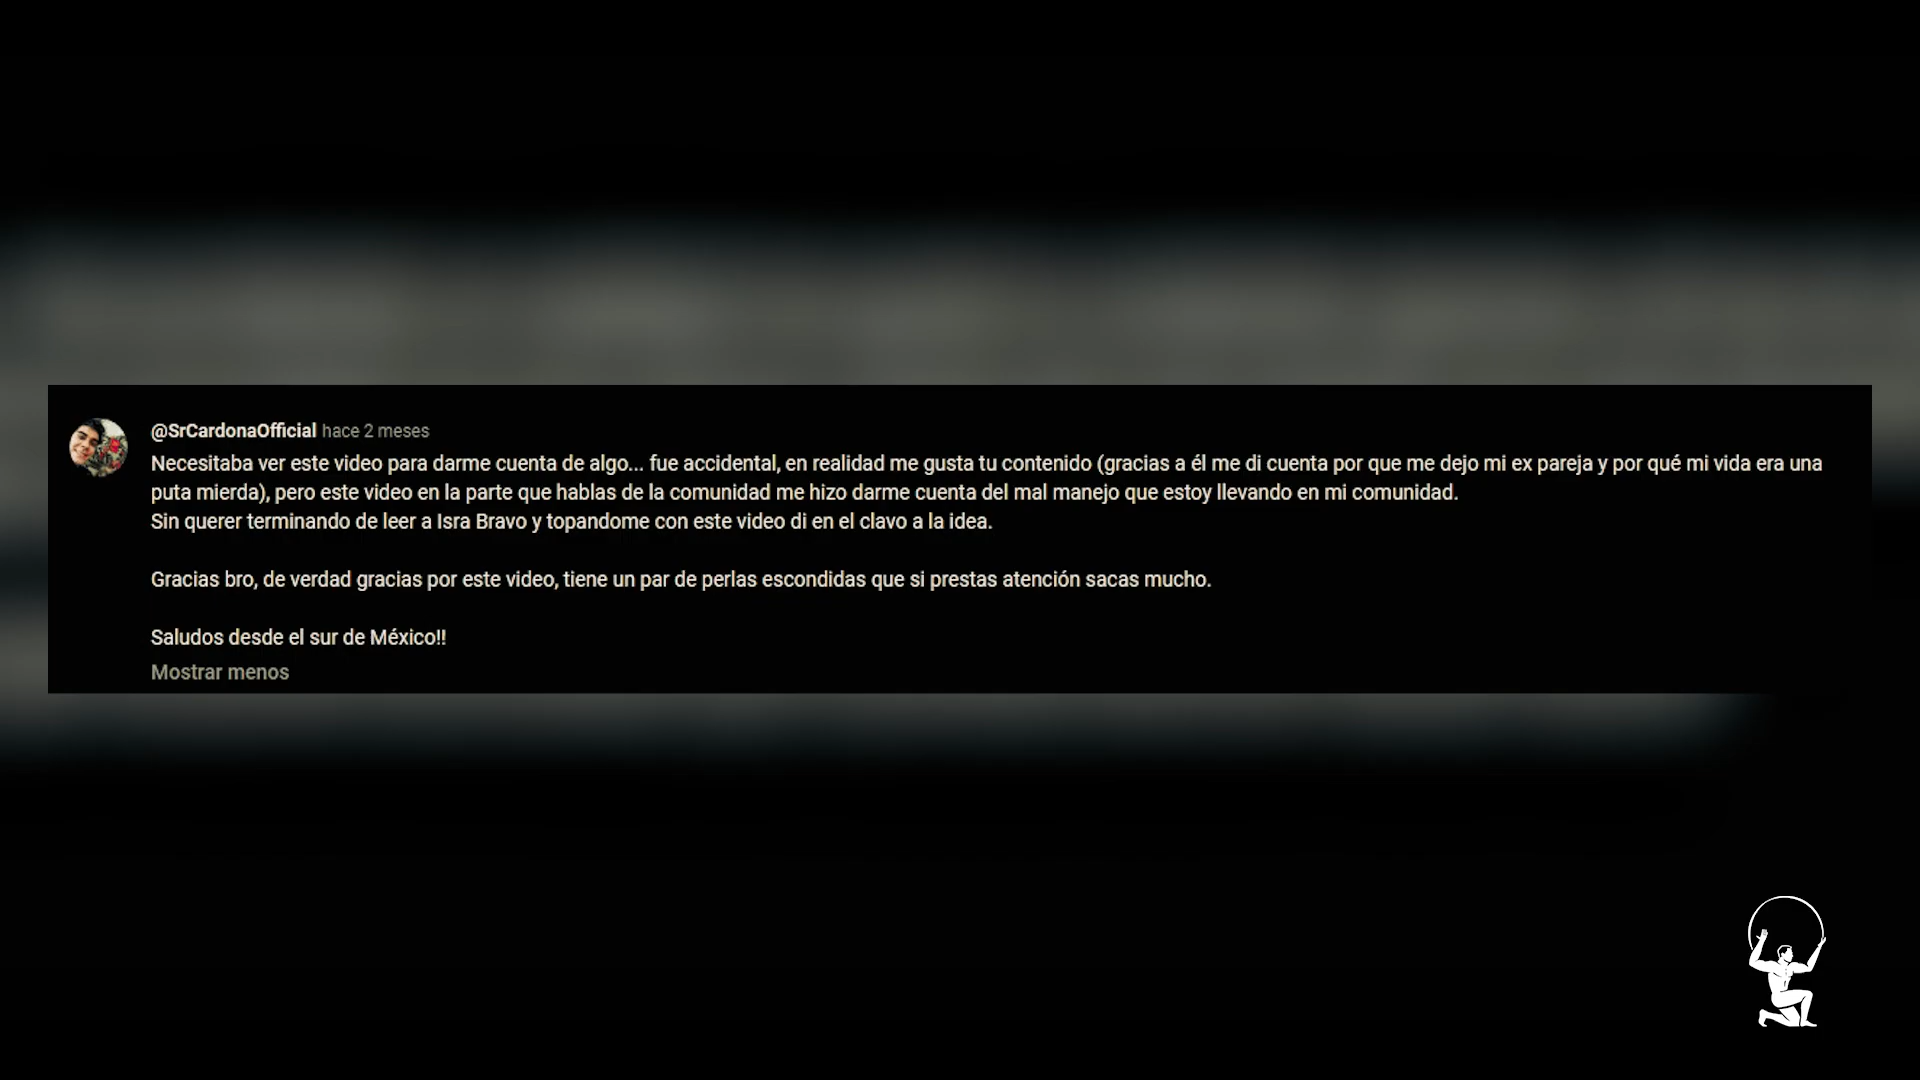 @SrCardonaOfficial hace 2 meses
Necesitaba ver este video para darme cuenta de algo... fue accidental, en realidad me gusta tu contenido (gracias a él me di cuenta por que me dejo mi ex pareja y por qué mi vida era una
puta mierda), pero este video en la parte que hablas de la comunidad me hizo darme cuenta del mal manejo que estoy llevando en mi comunidad.
Sin querer terminando de leer a Isra Bravo y topandome con este video di en el clavo a la idea.
Gracias bro, de verdad gracias por este video, tiene un par de perlas escondidas que si prestas atención sacas mucho.
Saludos desde el sur de México!!
Mostrar menos